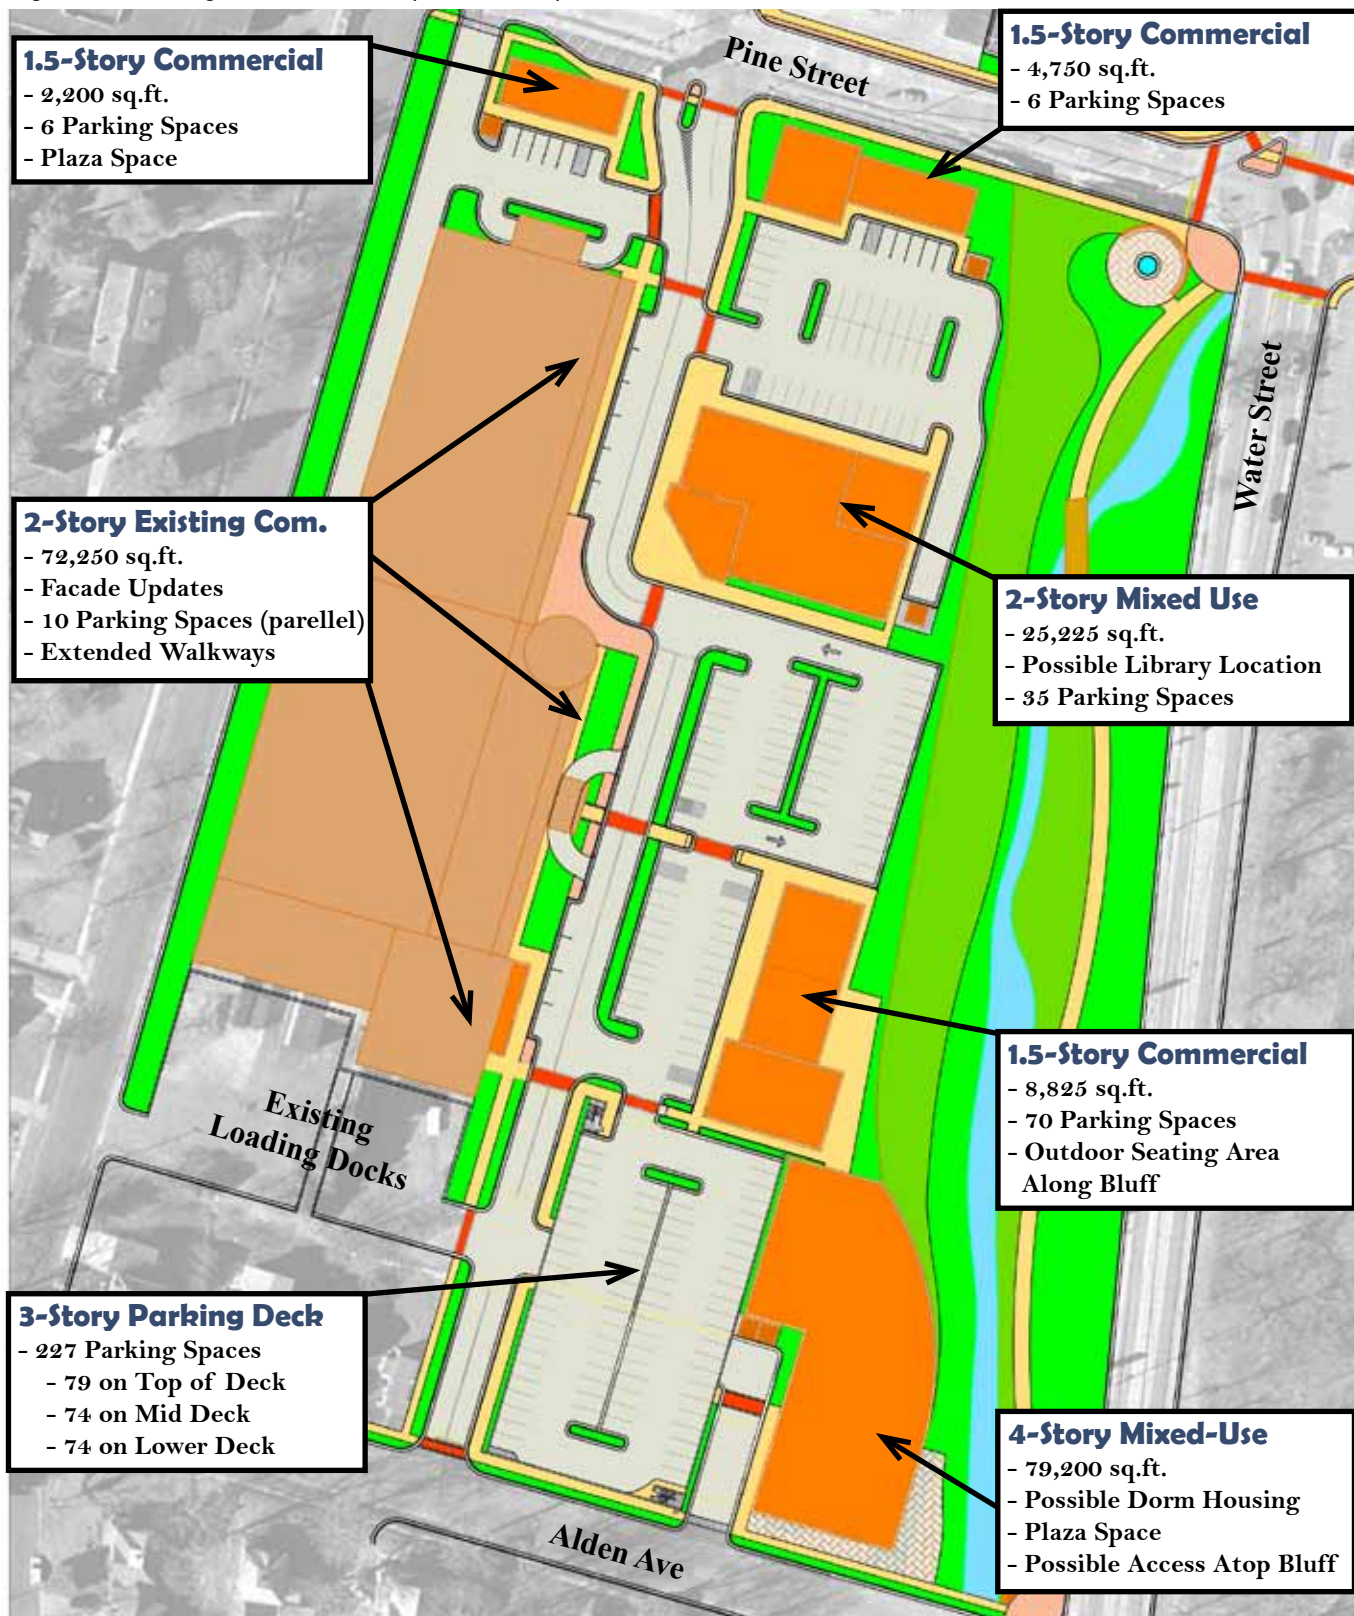 1.5-Story Commercial
- 2,200 sq.ft.
- 6 Parking Spaces
- Plaza Space
Pine Street
1.5-Story Commercial
- 4,750 sq.ft.
- 6 Parking Spaces
Water Street
2-Story Existing Com.
- 72,250 sq.ft.
- Facade Updates
- 10 Parking Spaces (parellel)
- Extended Walkways
2-Story Mixed Use
- 25,225 sq.ft.
- Possible Library Location
- 35 Parking Spaces
1.5-Story Commercial
- 8,825 sq.ft.
- 70 Parking Spaces
- Outdoor Seating Area
Along Bluff
Existing
Loading Docks
3-Story Parking Deck
- 227 Parking Spaces
- 79 on Top of Deck
- 74 on Mid Deck
- 74 on Lower Deck
4-Story Mixed-Use
- 79,200 sq.ft.
- Possible Dorm Housing
- Plaza Space
- Possible Access Atop Bluff
Alden Ave